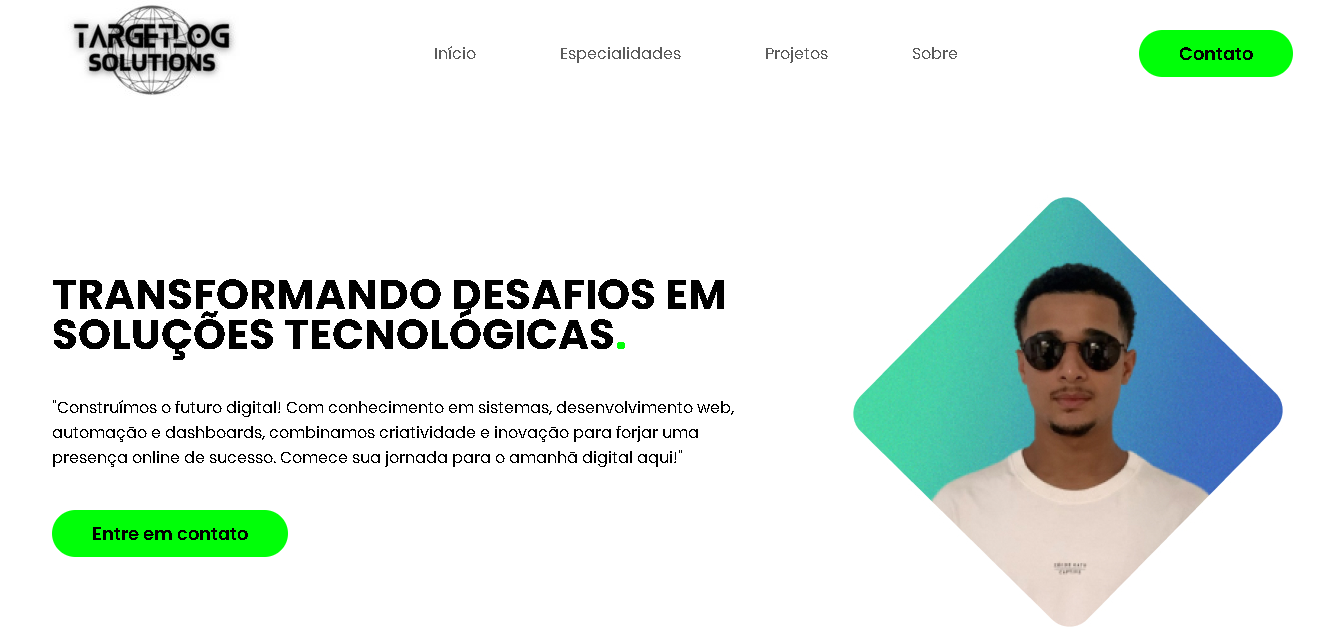 TARGETLOG
SOLUTIONS
Início
Especialidades
Projetos
Sobre
Contato
TRANSFORMANDO DESAFIOS EM
SOLUÇÕES TECNOLÓGICAS.
"Construímos o futuro digital! Com conhecimento em sistemas, desenvolvimento web,
automação e dashboards, combinamos criatividade e inovação para forjar uma
presença online de sucesso. Comece sua jornada para o amanhã digital aqui!"
Entre em contato